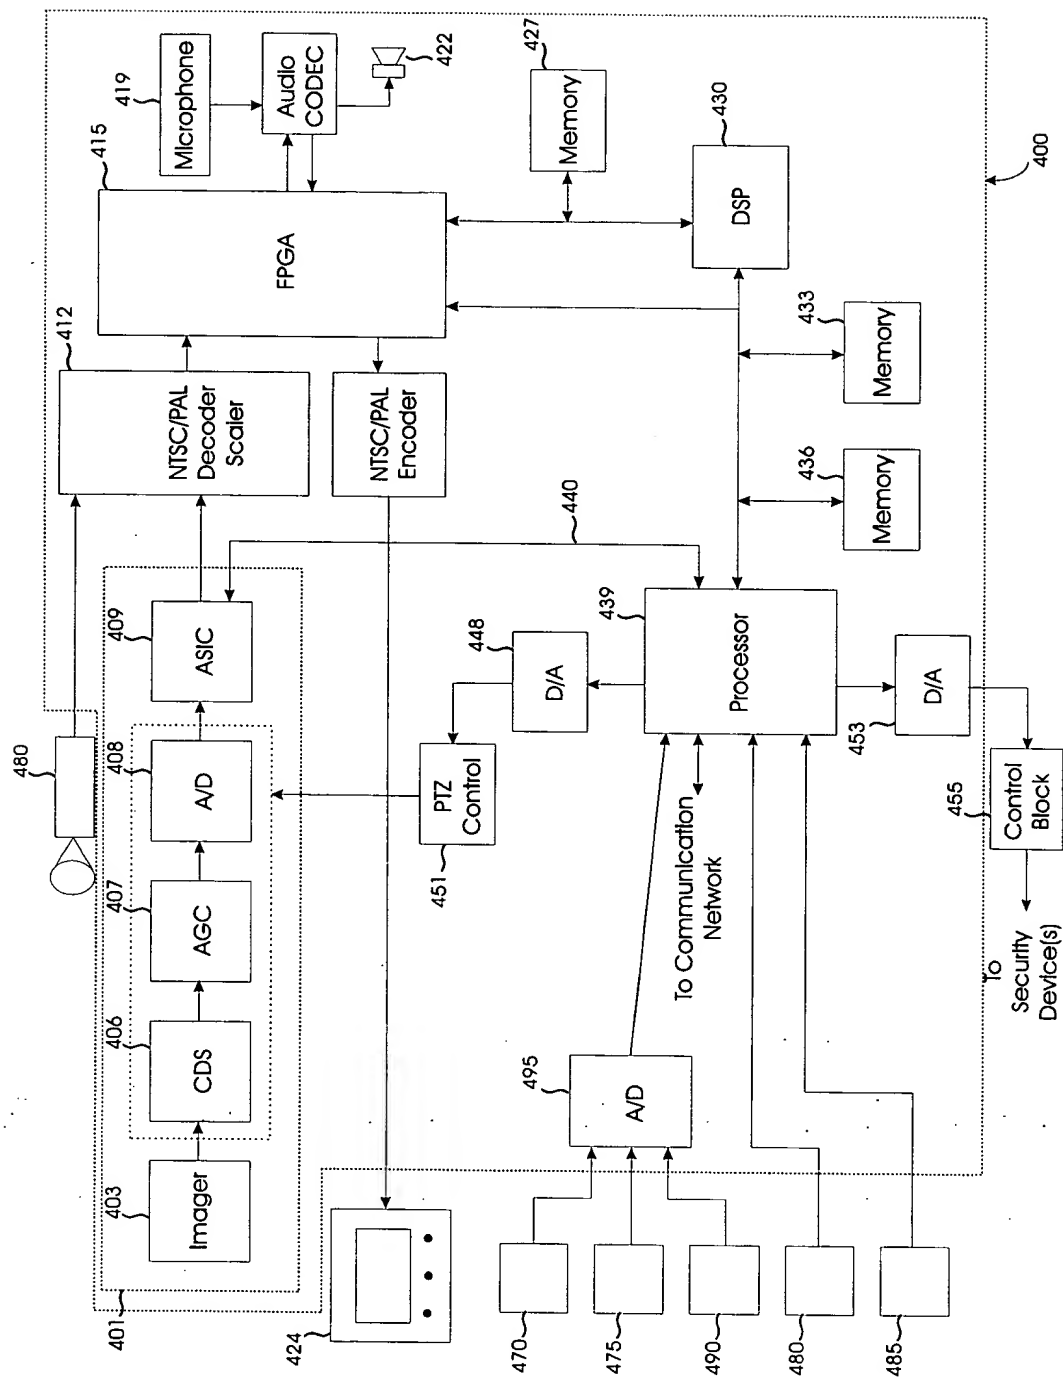 480
401
403
Imager
406
CDS
407
AGC
408
A/D
409
ASIC
412
NTSC/PAL
Decoder
Scaler
415
FPGA
419
Microphone
Audio
CODEC
422
424
NTSC/PAL
Encoder
427
Memory
430
DSP
440
451
PTZ
Control
448
D/A
439
Processor
433
Memory
436
Memory
470
475
490
480
485
495
A/D
To Communication
Network
453
D/A
455
Control
Block
To
Security
Device(s)
400